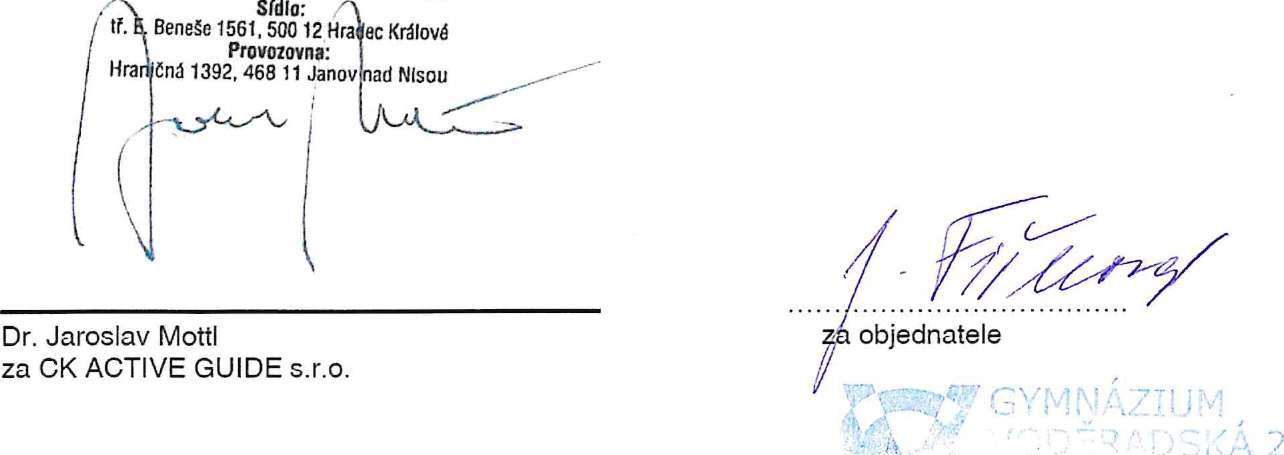 Sídlo:
tř. E. Beneše 1561, 500 12 Hradec Králové
Provozovna:
Hraničná 1392, 468 11 Janov nad Nisou
Dr. Jaroslav Mottl
za CK ACTIVE GUIDE s.r.o.
za objednatele
GYMNÁZIUM
VODĚRADSKÁ 2